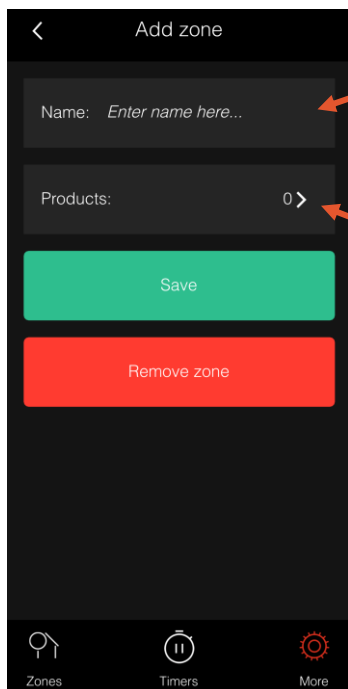 Add zone
Name: Enter name here...
Products: 0
Save
Remove zone
Zones Timers More